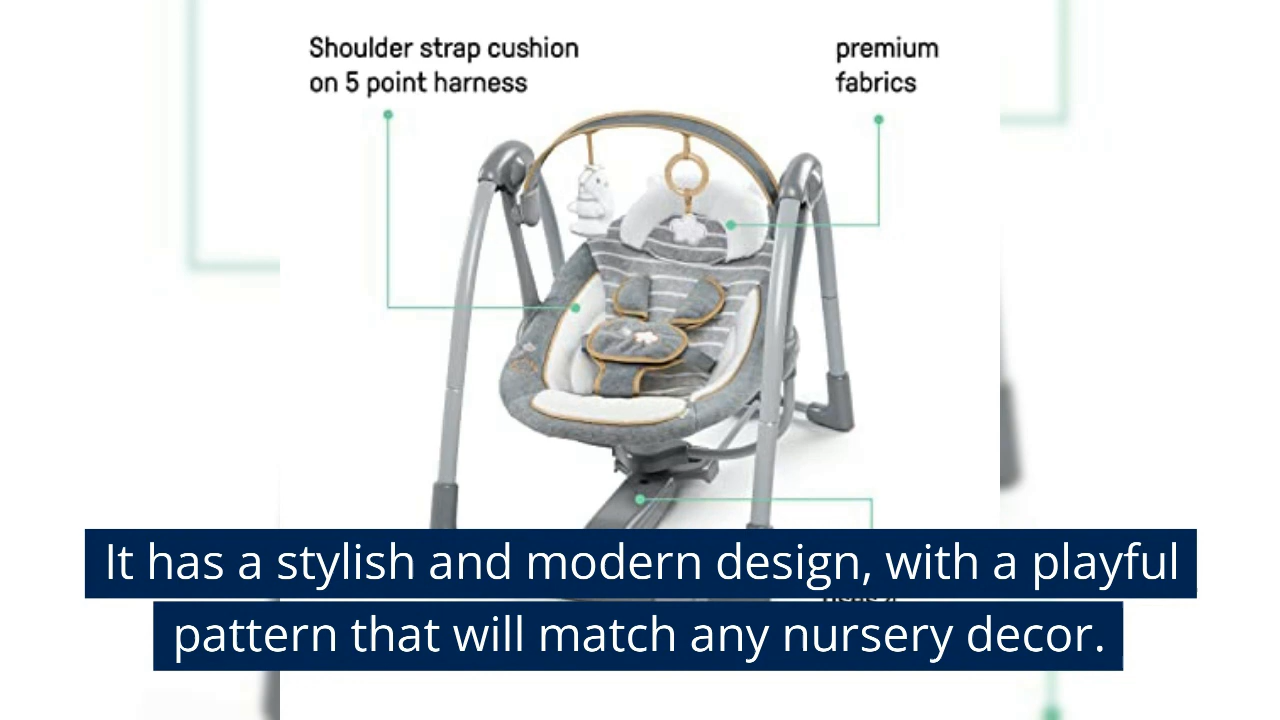 Shoulder strap cushion
on 5 point harness
premium
fabrics
It has a stylish and modern design, with a playful
pattern that will match any nursery decor.